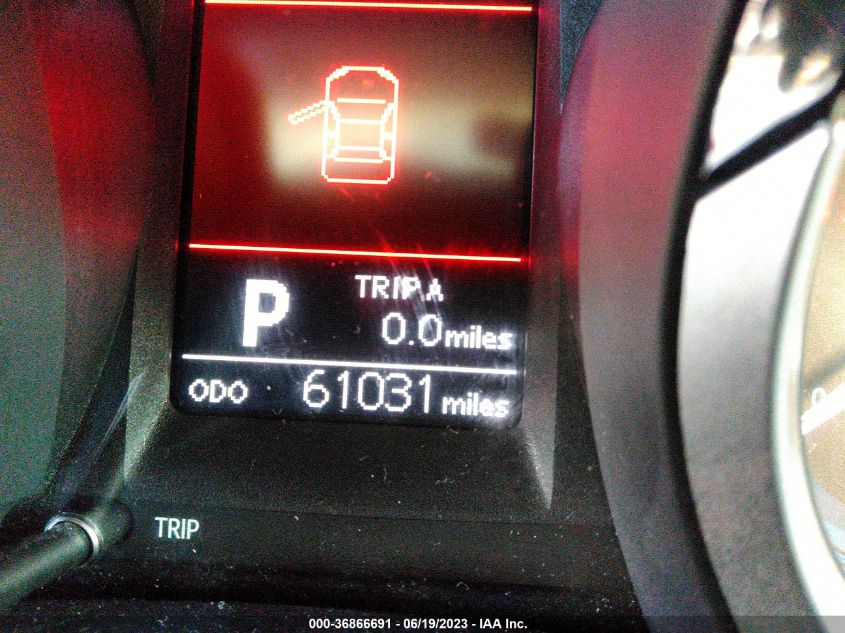 TRIP A
P
0.0 miles
ODO 61031 miles
TRIP
000-36866691 - 06/19/2023 - IAA Inc.